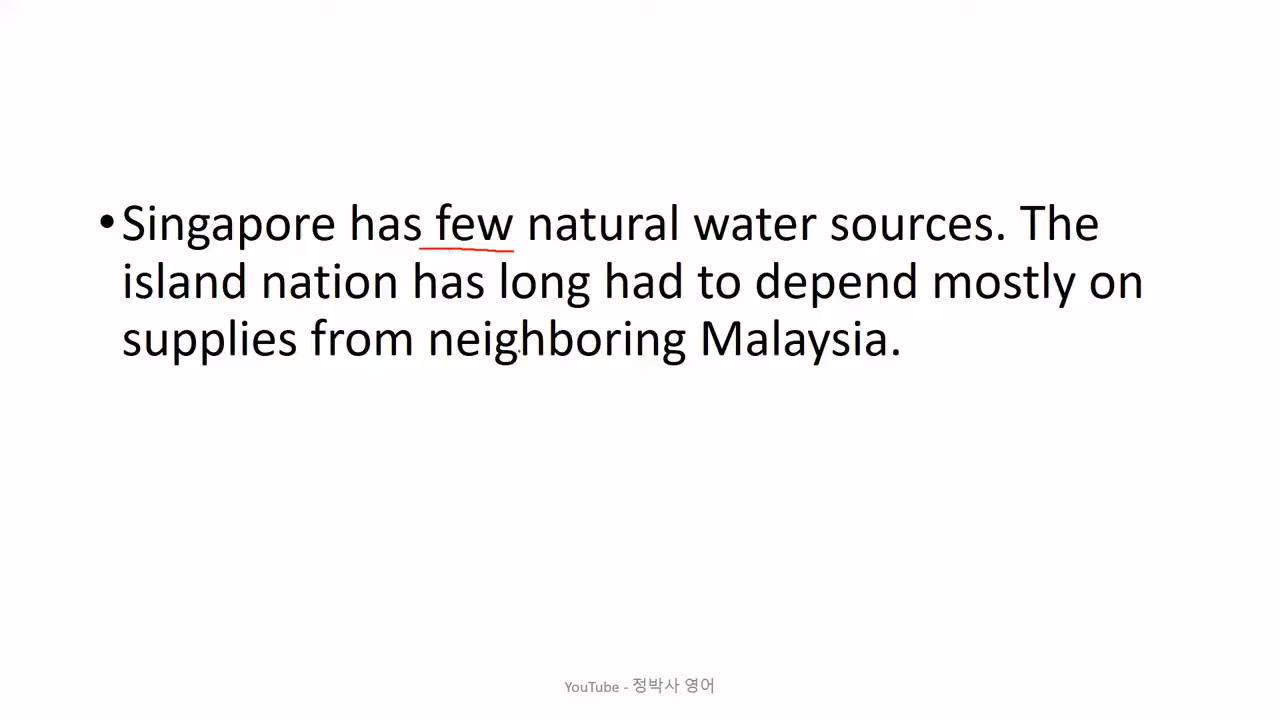 •Singapore has few natural water sources. The
island nation has long had to depend mostly on
supplies from neighboring Malaysia.
YouTube - 정박사 영어